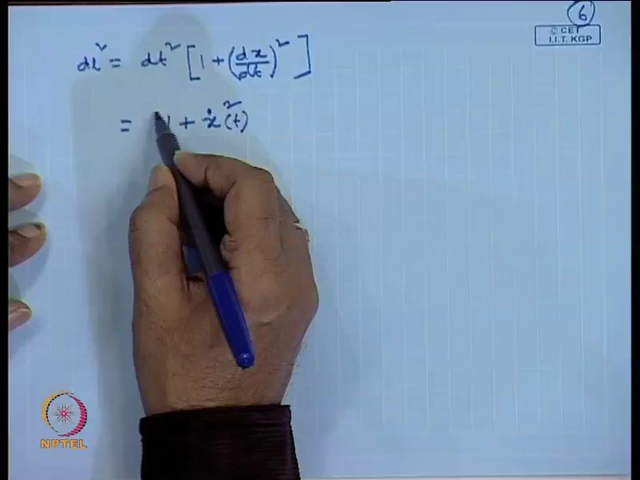 6
© CET
I.I.T. KGP
dl² = dt² [1 + (dx/dt)²]
= 1 + ẋ²(t)
NPTEL